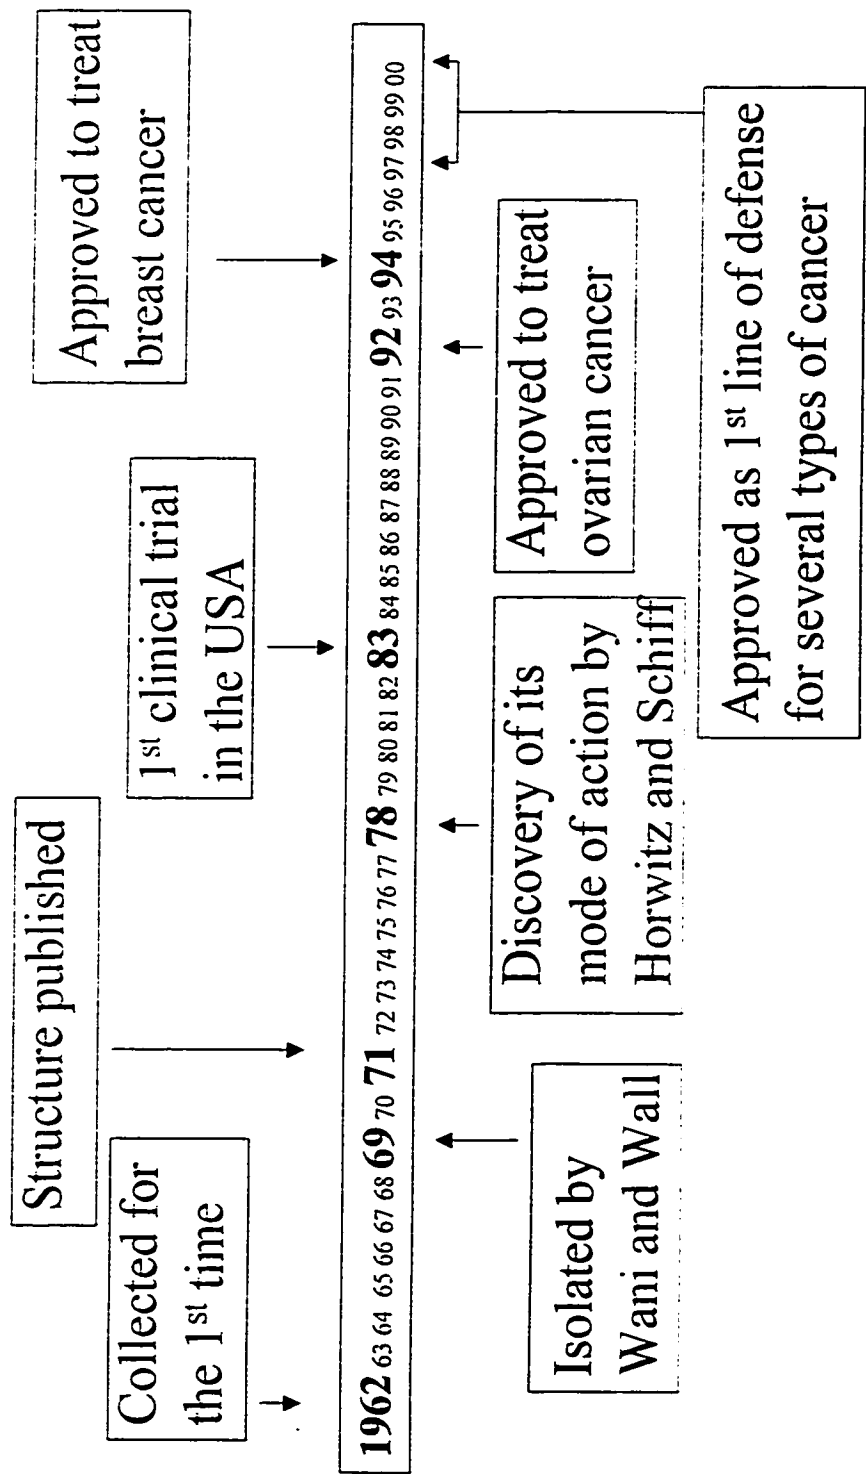 Structure published
Collected for
the 1st time
1st clinical trial
in the USA
Approved to treat
breast cancer
1962 63 64 65 66 67 68 69 70 71 72 73 74 75 76 77 78 79 80 81 82 83 84 85 86 87 88 89 90 91 92 93 94 95 96 97 98 99 00
Isolated by
Wani and Wall
Discovery of its
mode of action by
Horwitz and Schiff
Approved to treat
ovarian cancer
Approved as 1st line of defense
for several types of cancer